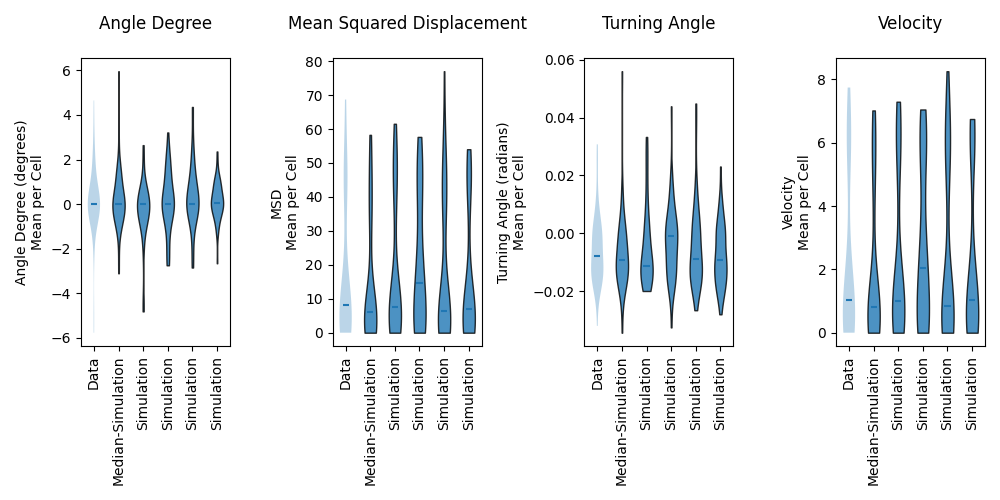 Angle Degree
Mean Squared Displacement
Turning Angle
Velocity
Angle Degree (degrees)
Mean per Cell
6
4
2
0
−2
−4
−6
Data
Median-Simulation
Simulation
Simulation
Simulation
Simulation
MSD
Mean per Cell
80
70
60
50
40
30
20
10
0
Data
Median-Simulation
Simulation
Simulation
Simulation
Simulation
Turning Angle (radians)
Mean per Cell
0.06
0.04
0.02
0.00
−0.02
Data
Median-Simulation
Simulation
Simulation
Simulation
Simulation
Velocity
Mean per Cell
8
6
4
2
0
Data
Median-Simulation
Simulation
Simulation
Simulation
Simulation